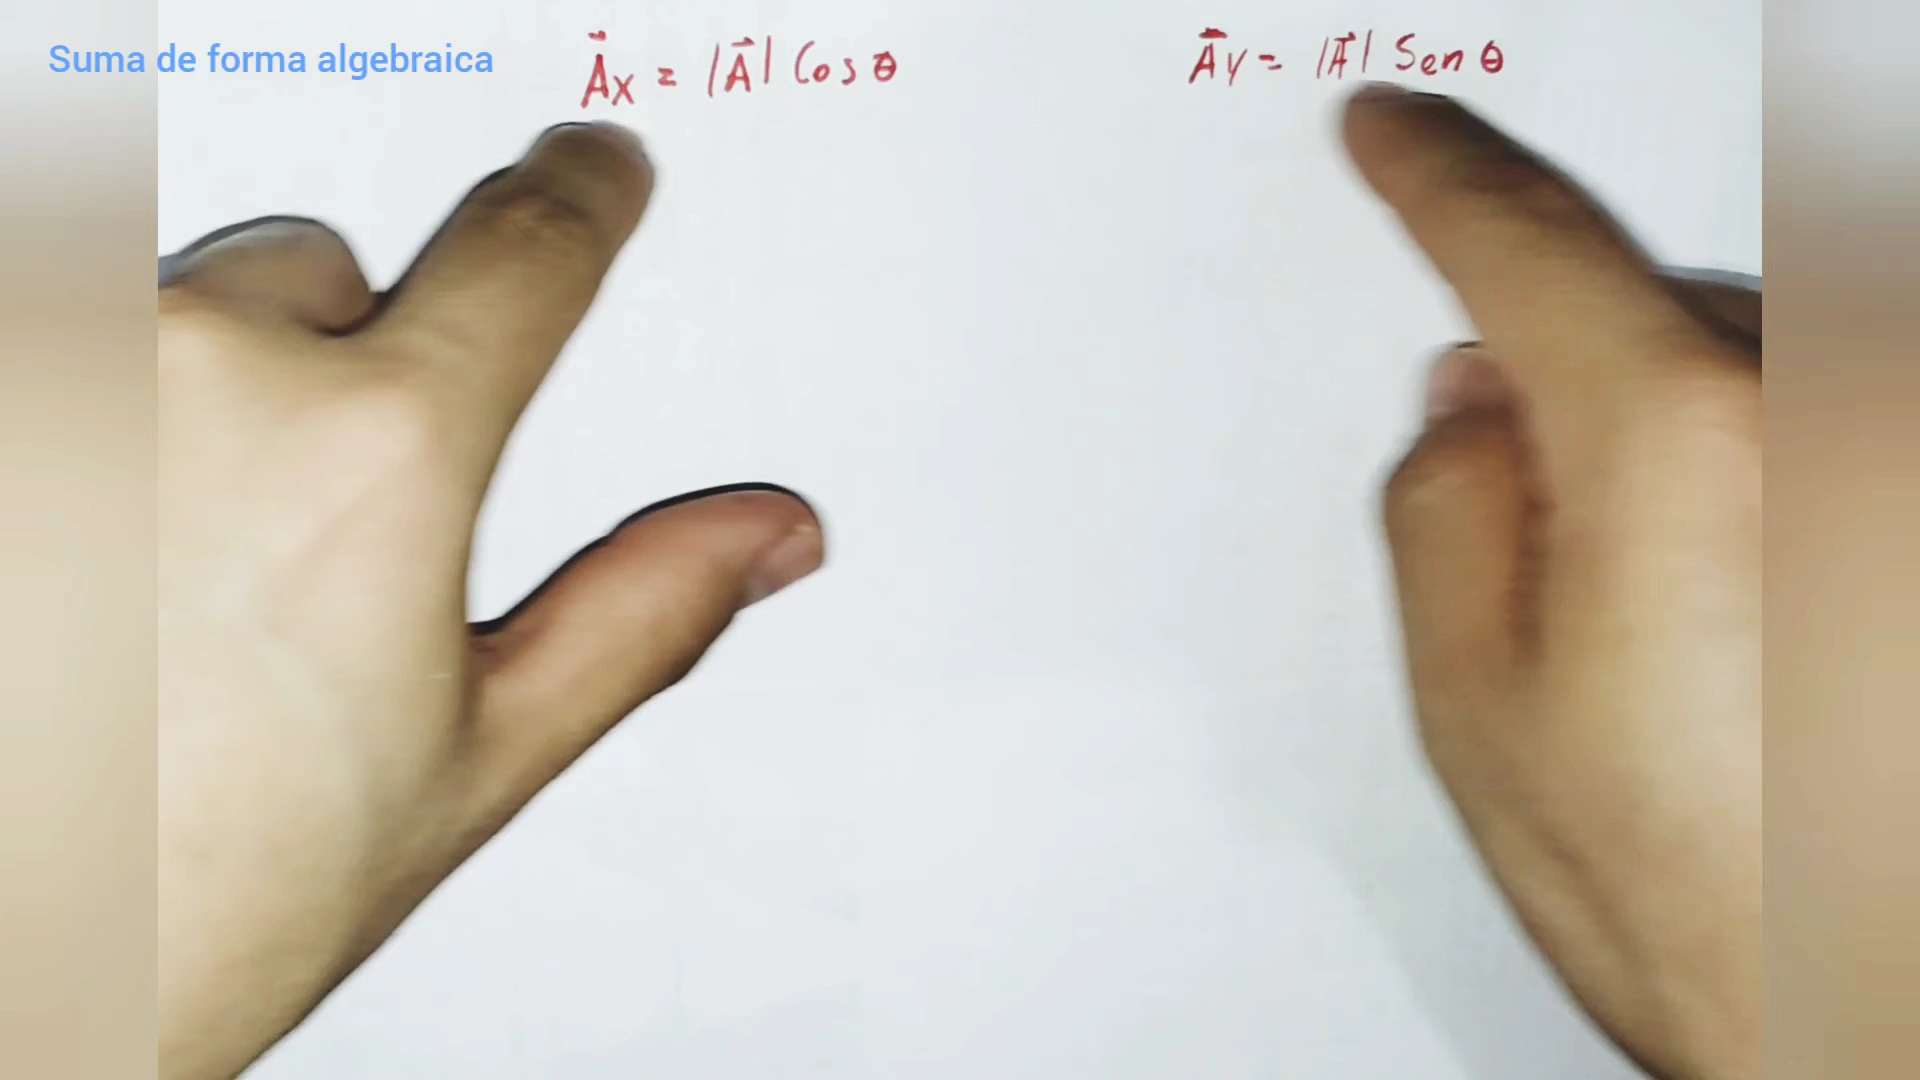 Suma de forma algebraica
A⃗x = |A⃗| Cos θ
A⃗y = |A⃗| Sen θ